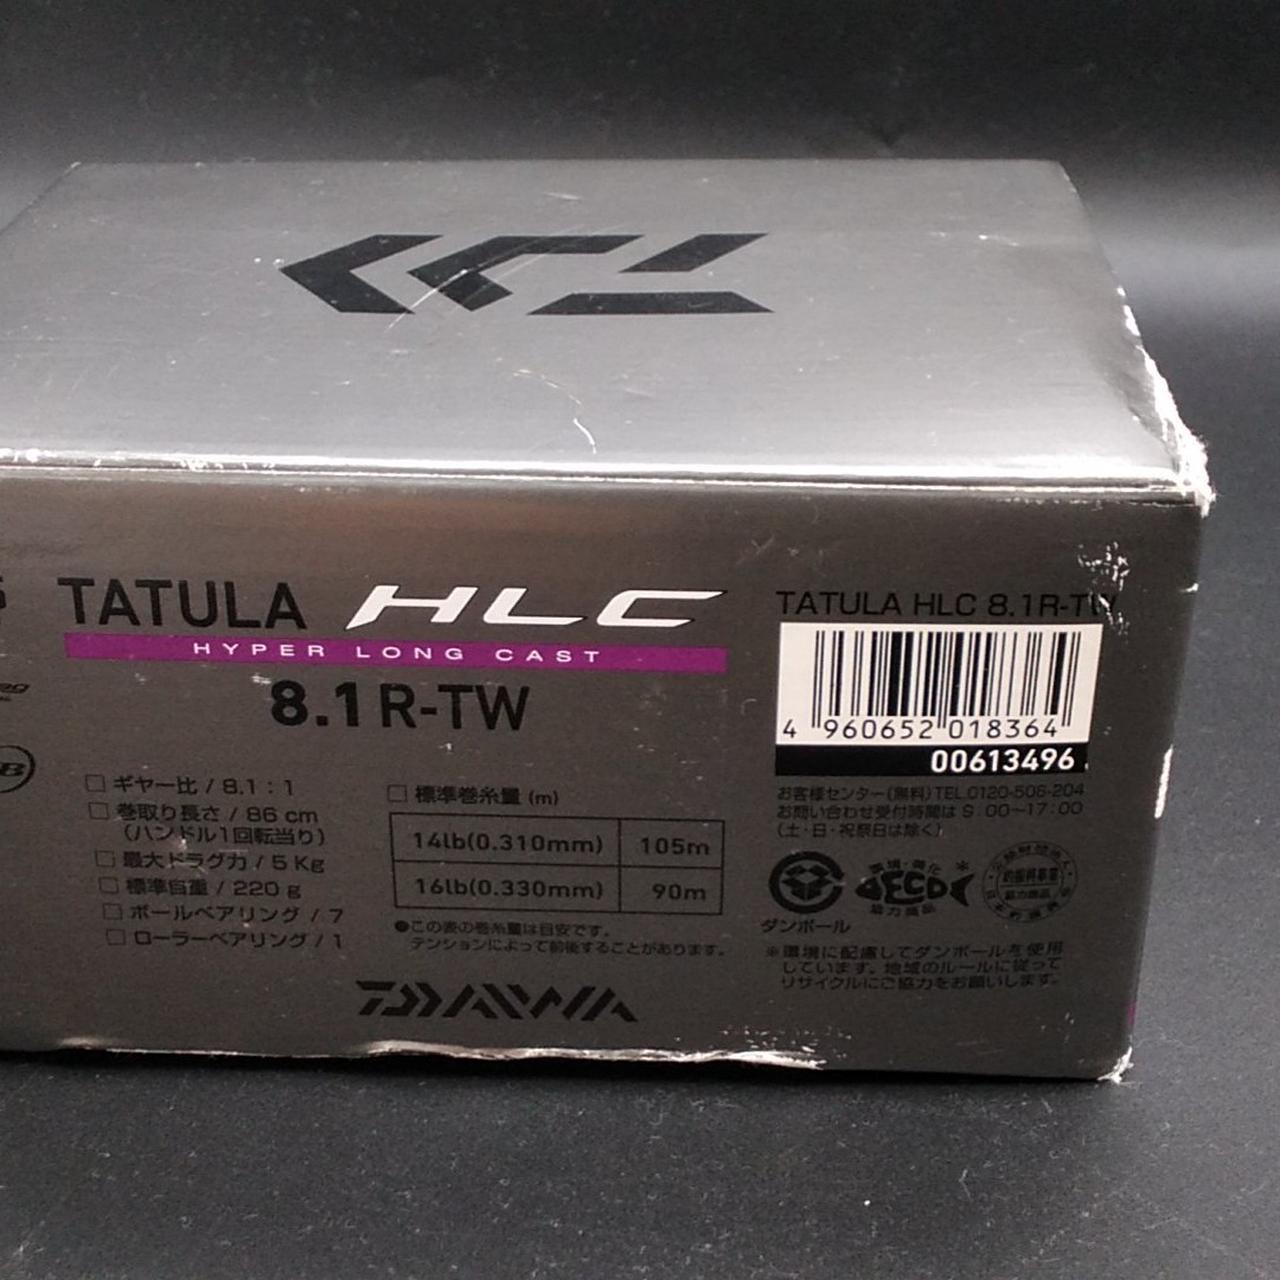 TATULA HLC
HYPER LONG CAST
8.1R-TW
□ギヤー比 / 8.1 : 1
□巻取り長さ / 86 cm
(ハンドル1回転当り)
□最大ドラグ力 / 5 Kg
□標準自重 / 220 g
□ボールベアリング / 7
□ローラーベアリング / 1
□標準巻糸量 (m)
14lb(0.310mm) 105m
16lb(0.330mm) 90m
●この表の巻糸量は目安です。
テンションによって前後することがあります。
DAIWA
TATULA HLC 8.1R-TW
4 960652 018364
00613496
お客様センター(無料)TEL.0120-506-204
お問い合わせ受付時間は 9:00〜17:00
(土・日・祝祭日は除く)
ECO
協力商品
ダンボール
※環境に配慮してダンボールを使用
しています。地域のルールに従って
リサイクルにご協力をお願いします。